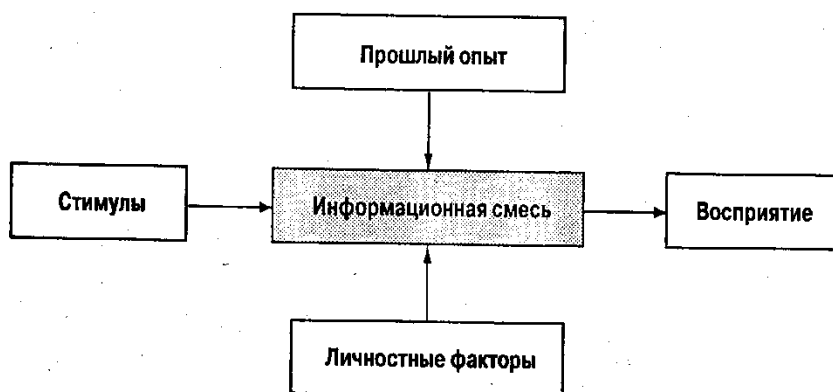 Прошлый опыт
Стимулы
Информационная смесь
Восприятие
Личностные факторы